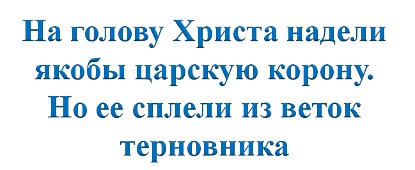 На голову Христа надели
якобы царскую корону.
Но ее сплели из веток
терновника